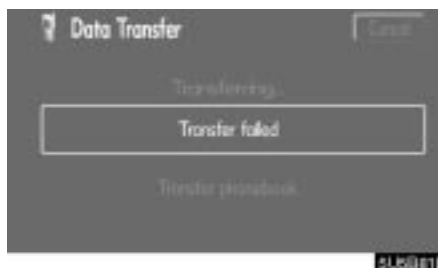 Data Transfer
Cancel
Transferring...
Transfer failed
Transfer phonebook